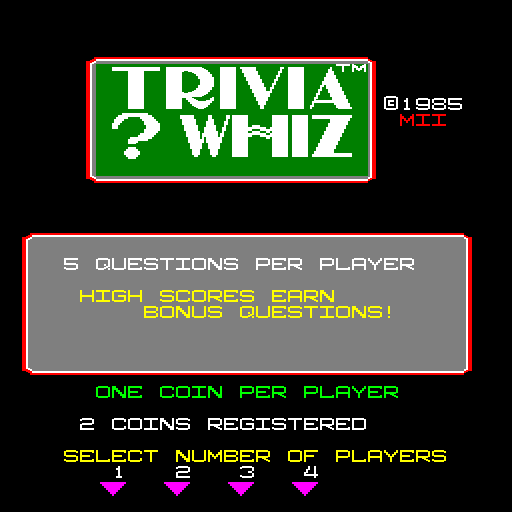 TRIVIA™
? WHIZ
©1985
MII
5 QUESTIONS PER PLAYER
HIGH SCORES EARN
BONUS QUESTIONS!
ONE COIN PER PLAYER
2 COINS REGISTERED
SELECT NUMBER OF PLAYERS
1 2 3 4